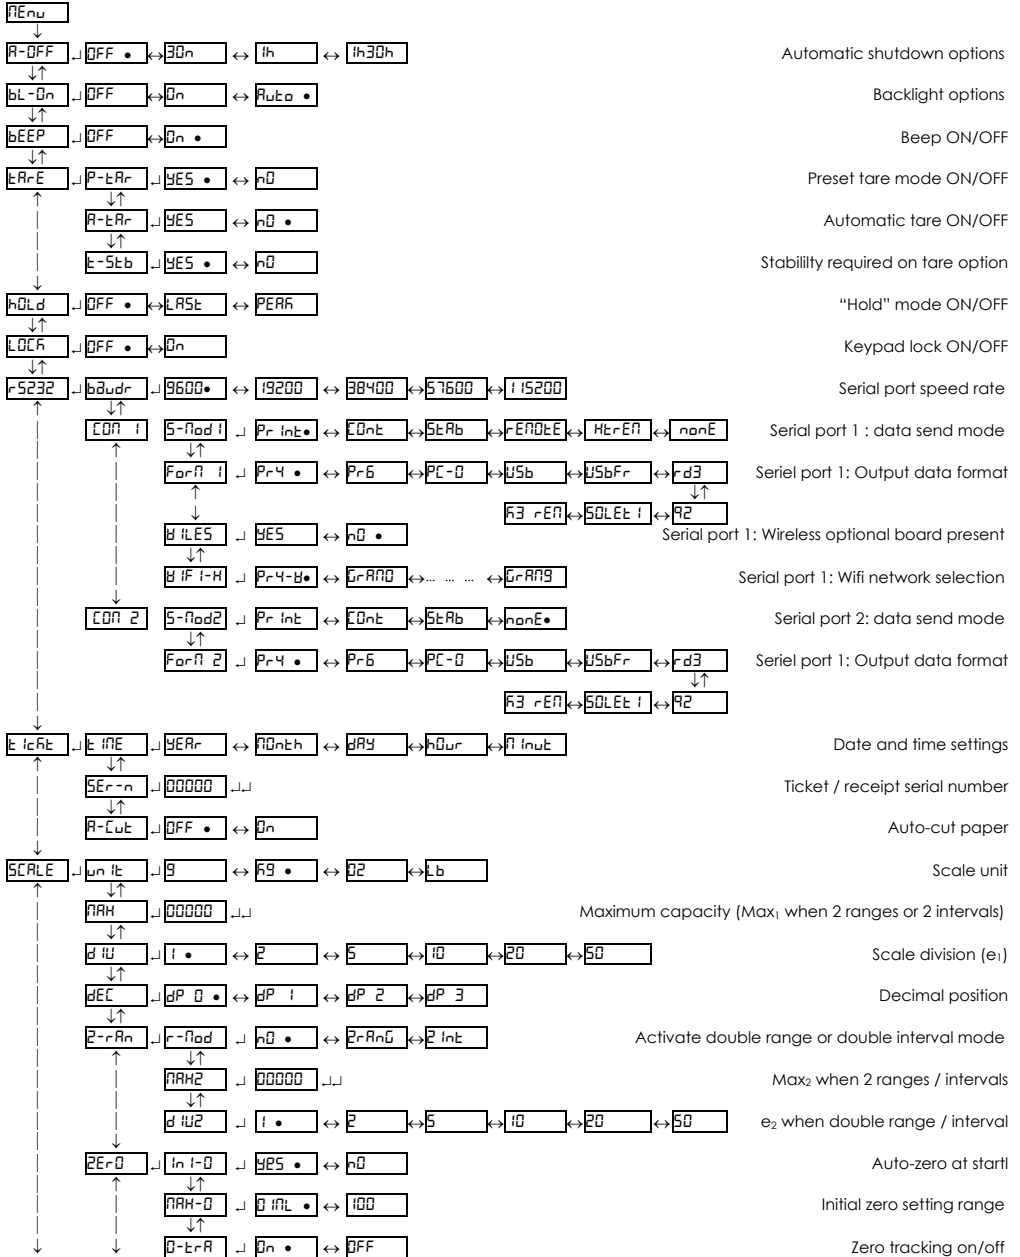 MEnu
A-OFF OFF • 30n 1h 1h30h Automatic shutdown options
bL-On OFF On Auto • Backlight options
bEEP OFF On • Beep ON/OFF
tArE P-tAr YES • nO Preset tare mode ON/OFF
A-tAr YES nO • Automatic tare ON/OFF
t-Stb YES • nO Stabililty required on tare option
hOLd OFF • LASt PEAK “Hold” mode ON/OFF
LOCK OFF • On Keypad lock ON/OFF
rS232 bAudr 9600• 19200 38400 57600 115200 Serial port speed rate
COM 1 S-Mod1 Print• COnt StAb rEMOtE HtrEM nonE Serial port 1 : data send mode
ForM 1 Pr4 • Pr6 PC-0 USb USbFr rd3 Seriel port 1: Output data format
K3 rEM SOLEt1 92
WILES YES nO • Serial port 1: Wireless optional board present
WIFI-H Pr4-W• GrAM0 ... ... ... GrAM9 Serial port 1: Wifi network selection
COM 2 S-Mod2 Print COnt StAb nonE• Serial port 2: data send mode
ForM 2 Pr4 • Pr6 PC-0 USb USbFr rd3 Seriel port 1: Output data format
K3 rEM SOLEt1 92
tIcKt tIME YEAr MOnth dAY hOur MInut Date and time settings
SEr-n 00000 Ticket / receipt serial number
A-Cut OFF • On Auto-cut paper
SCALE unIt g Kg • OZ Lb Scale unit
MAX 00000 Maximum capacity (Max₁ when 2 ranges or 2 intervals)
dIV 1 • 2 5 10 20 50 Scale division (e₁)
dEC dP 0 • dP 1 dP 2 dP 3 Decimal position
2-rAn r-Mod nO • 2rAnG 2Int Activate double range or double interval mode
MAX2 00000 Max₂ when 2 ranges / intervals
dIV2 1 • 2 5 10 20 50 e₂ when double range / interval
ZErO InI-0 YES • nO Auto-zero at startl
MAX-0 0IML • 100 Initial zero setting range
0-trA On • OFF Zero tracking on/off